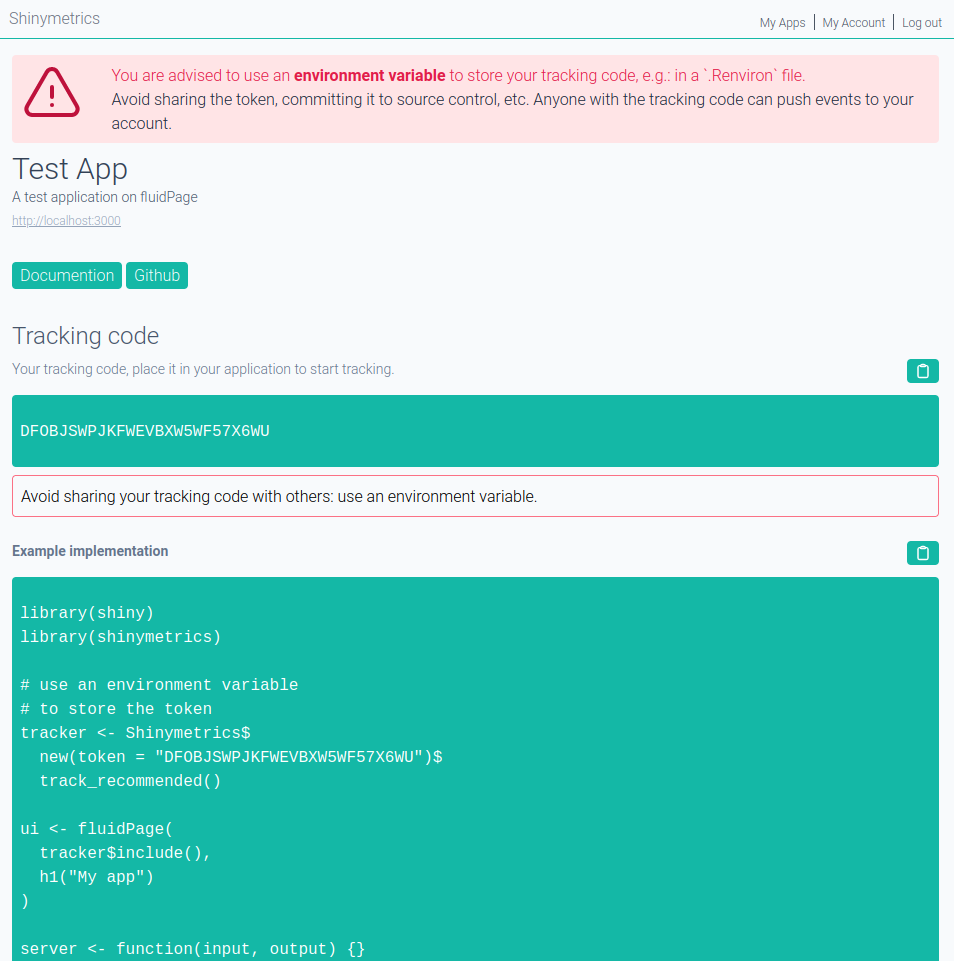 Shinymetrics
My Apps | My Account | Log out
You are advised to use an environment variable to store your tracking code, e.g.: in a `.Renviron` file.
Avoid sharing the token, committing it to source control, etc. Anyone with the tracking code can push events to your
account.
Test App
A test application on fluidPage
http://localhost:3000
Documention Github
Tracking code
Your tracking code, place it in your application to start tracking.
DFOBJSWPJKFWEVBXW5WF57X6WU
Avoid sharing your tracking code with others: use an environment variable.
Example implementation
library(shiny)
library(shinymetrics)
# use an environment variable
# to store the token
tracker <- Shinymetrics$
  new(token = "DFOBJSWPJKFWEVBXW5WF57X6WU")$
  track_recommended()
ui <- fluidPage(
  tracker$include(),
  h1("My app")
)
server <- function(input, output) {}